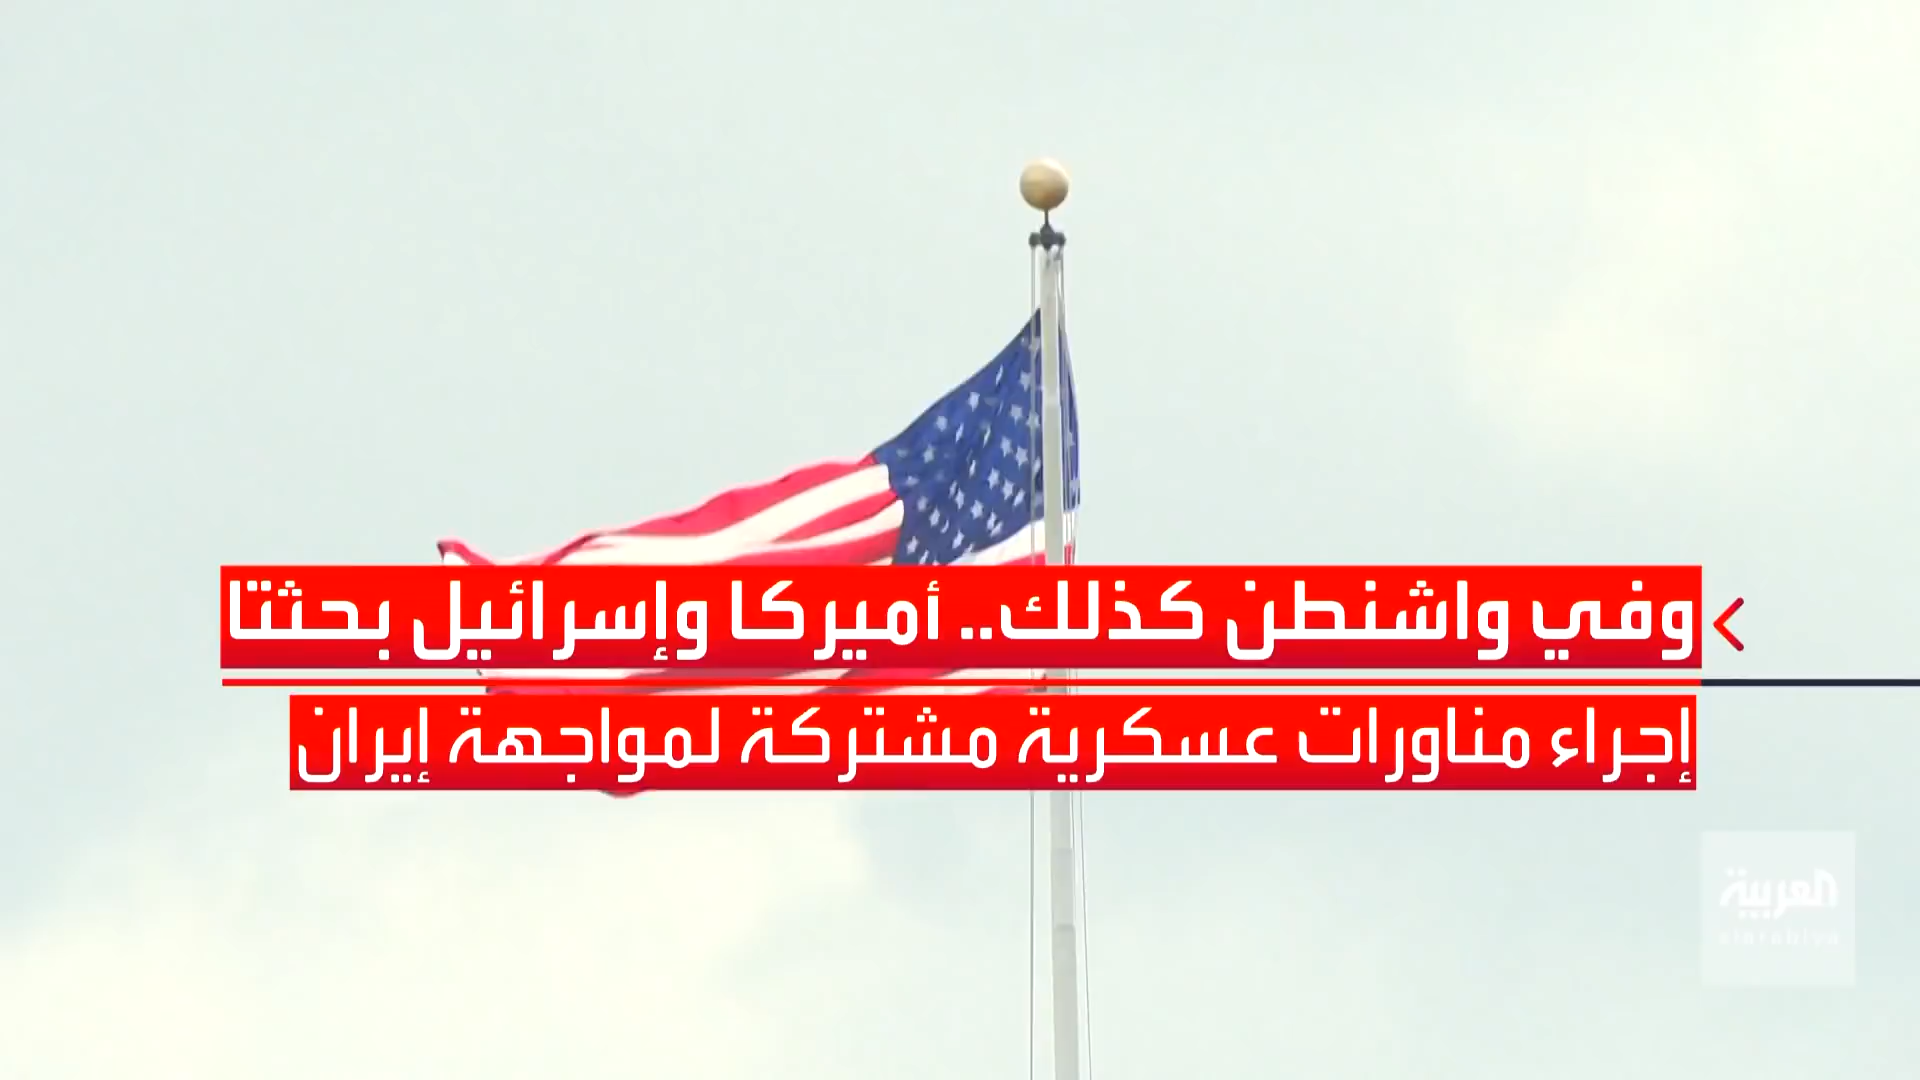 وفي واشنطن كذلك.. أميركا وإسرائيل بحثتا
إجراء مناورات عسكرية مشتركة لمواجهة إيران
العربية
alarabiya